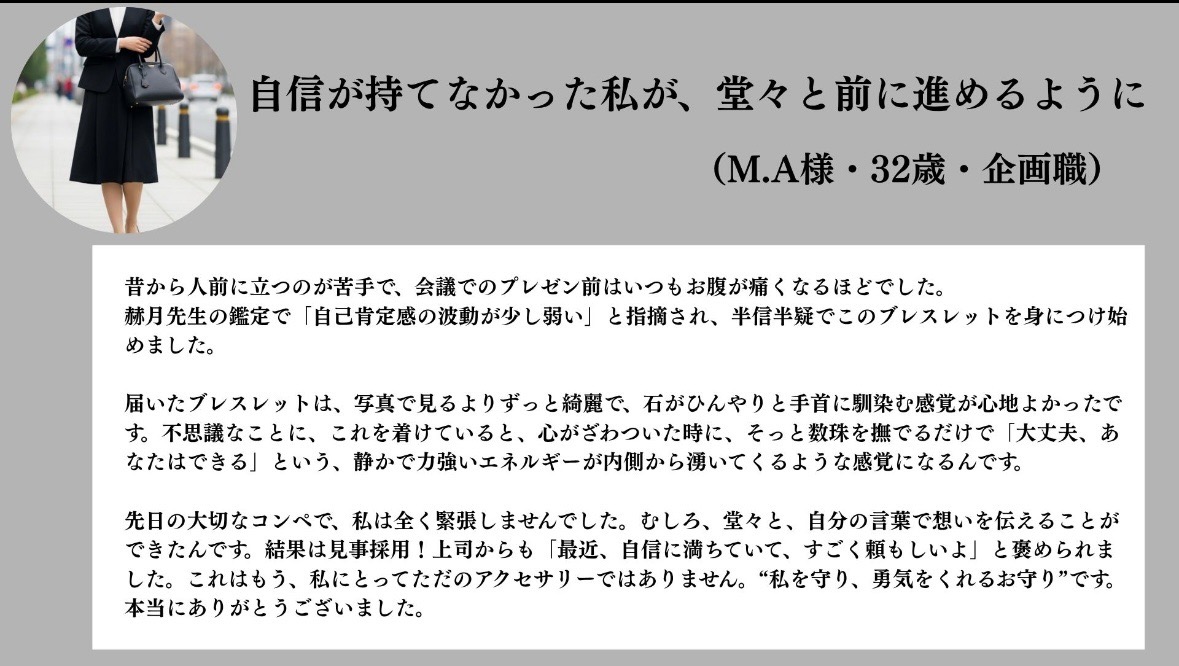 自信が持てなかった私が、堂々と前に進めるように
（M.A様・32歳・企画職）
昔から人前に立つのが苦手で、会議でのプレゼン前はいつもお腹が痛くなるほどでした。
赫月先生の鑑定で「自己肯定感の波動が少し弱い」と指摘され、半信半疑でこのブレスレットを身につけ始
めました。
届いたブレスレットは、写真で見るよりずっと綺麗で、石がひんやりと手首に馴染む感覚が心地よかったで
す。不思議なことに、これを着けていると、心がざわついた時に、そっと数珠を撫でるだけで「大丈夫、あ
なたはできる」という、静かで力強いエネルギーが内側から湧いてくるような感覚になるんです。
先日の大切なコンペで、私は全く緊張しませんでした。むしろ、堂々と、自分の言葉で想いを伝えることが
できたんです。結果は見事採用！上司からも「最近、自信に満ちていて、すごく頼もしいよ」と褒められま
した。これはもう、私にとってただのアクセサリーではありません。“私を守り、勇気をくれるお守り”です。
本当にありがとうございました。